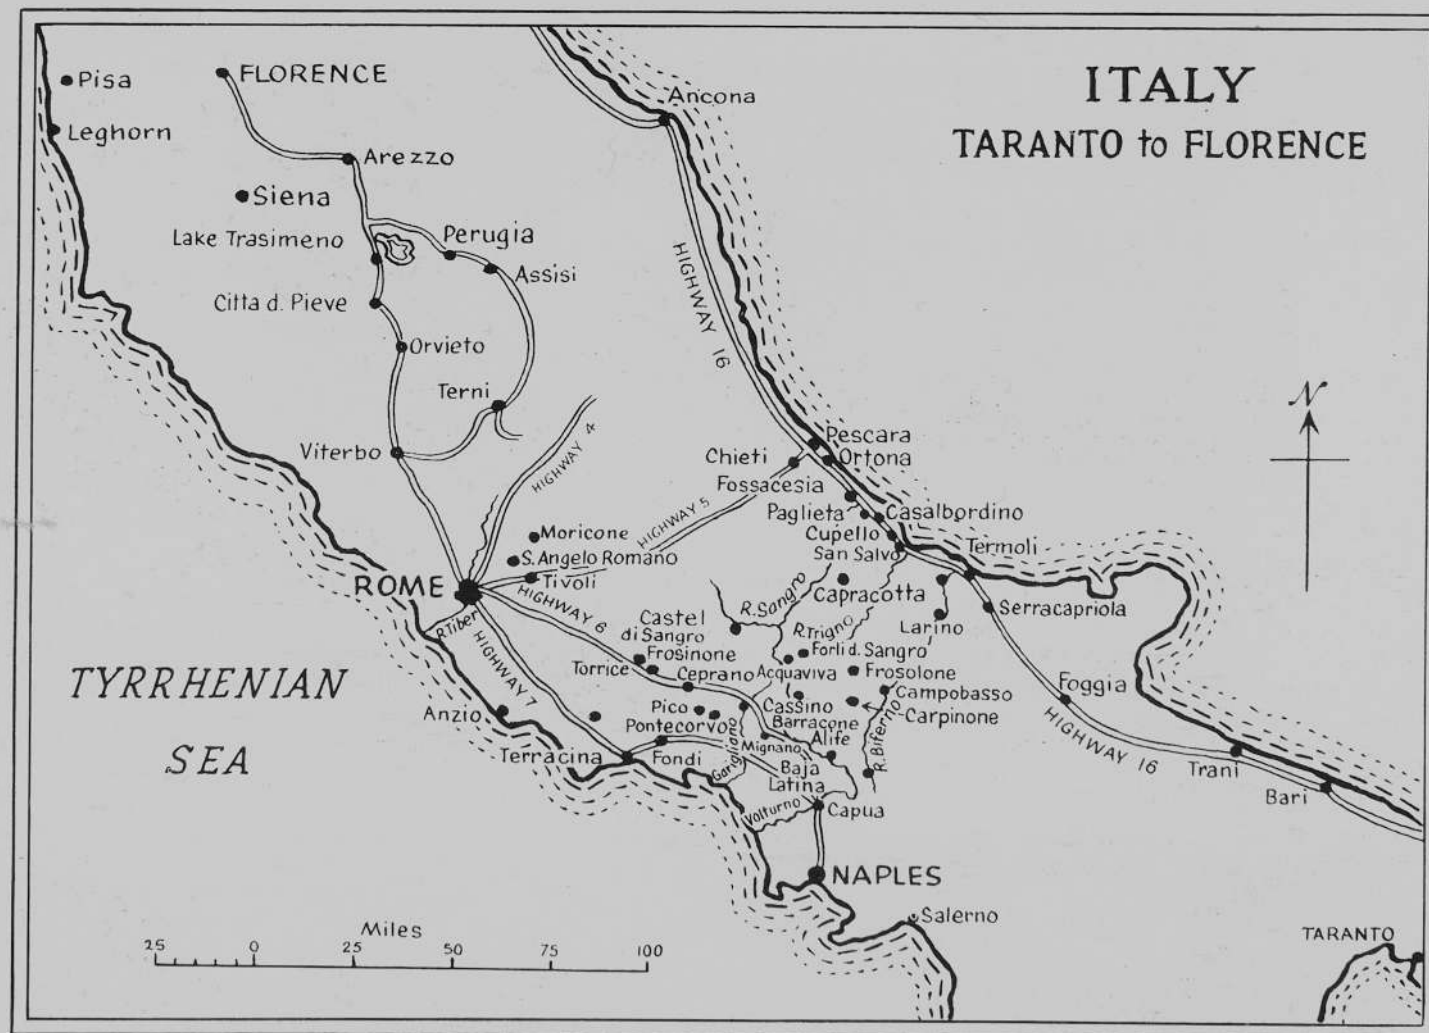 ITALY
TARANTO to FLORENCE
Pisa
FLORENCE
Leghorn
Ancona
Arezzo
Siena
Lake Trasimeno
Perugia
Assisi
HIGHWAY 16
Citta d. Pieve
Orvieto
Terni
N
Viterbo
HIGHWAY 4
Pescara
Chieti
Ortona
Fossacesia
HIGHWAY 5
Paglieta
Casalbordino
Moricone
Cupello
San Salvo
Termoli
S. Angelo Romano
ROME
Tivoli
Capracotta
Serracapriola
HIGHWAY 6
R. Sangro
R. Tiber
Castel
di Sangro
R. Trigno
Larino
HIGHWAY 7
Frosinone
Forli d. Sangro
Torrice
Ceprano
Acquaviva
Frosolone
TYRRHENIAN
SEA
Campobasso
Foggia
Anzio
Pico
Cassino
Carpinone
Pontecorvo
Barracone
HIGHWAY 16
Garigliano
Mignano
Alife
R. Biferno
Terracina
Fondi
Baja
Latina
Trani
Volturno
Capua
Bari
NAPLES
Salerno
Miles
25 0 25 50 75 100
TARANTO